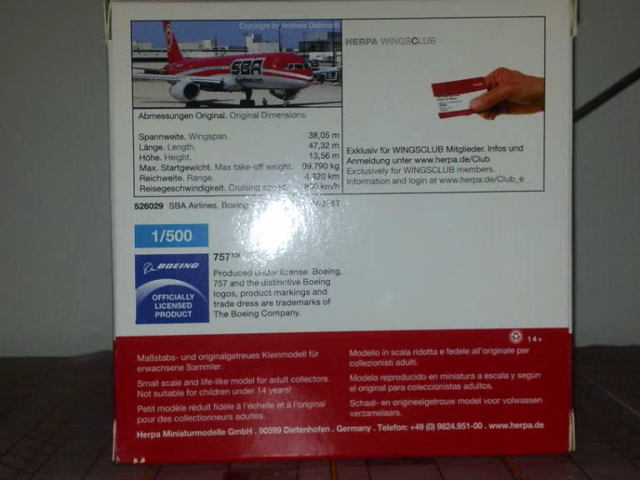 Copyright by Andreas
SBA
Abmessungen Original. Original Dimensions.
Spannweite. Wingspan. 38,05 m
Länge. Length. 47,32 m
Höhe. Height. 13,56 m
Max. Startgewicht. Max take-off weight. kg
Reichweite. Range. km
Reisegeschwindigkeit. Cruising km/h
526029 SBA Airlines, Boeing
1/500
BOEING
OFFICIALLY
LICENSED
PRODUCT
757
Produced under license. Boeing,
757 and the distinctive Boeing
logos, product markings and
trade dress are trademarks of
The Boeing Company.
HERPA WINGSCLUB
Exklusiv für WINGSCLUB Mitglieder. Infos und
Anmeldung unter www.herpa.de/Club
Exclusively for WINGSCLUB members.
Information and login at www.herpa.de/Club_e
14+
Maßstabs- und originalgetreues Kleinmodell für
erwachsene Sammler.
Small scale and life-like model for adult collectors.
Not suitable for children under 14 years!
Petit modèle réduit fidèle à l'échelle et à l'original
pour des collectionneurs adultes.
Modello in scala ridotta e fedele all'originale per
collezionisti adulti.
Modelo reproducido en miniatura a escala y según
el original para coleccionistas adultos.
Schaal- en origineelgetrouw model voor volwassen
verzamelaars.
Herpa Miniaturmodelle GmbH . 90599 Dietenhofen . Germany . Telefon: +49 (0) 9824.951-00 . www.herpa.de